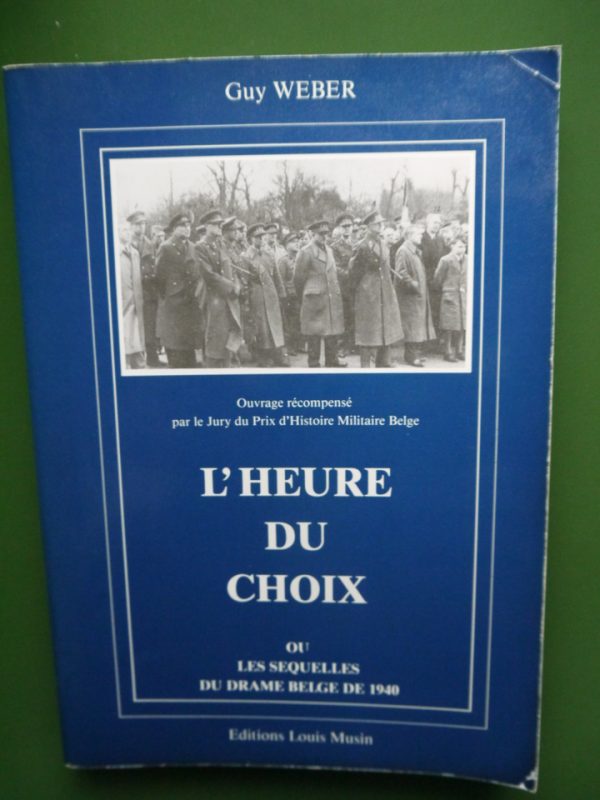 Guy WEBER
Ouvrage récompensé
par le Jury du Prix d'Histoire Militaire Belge
L'HEURE
DU
CHOIX
OU
LES SEQUELLES
DU DRAME BELGE DE 1940
Editions Louis Musin